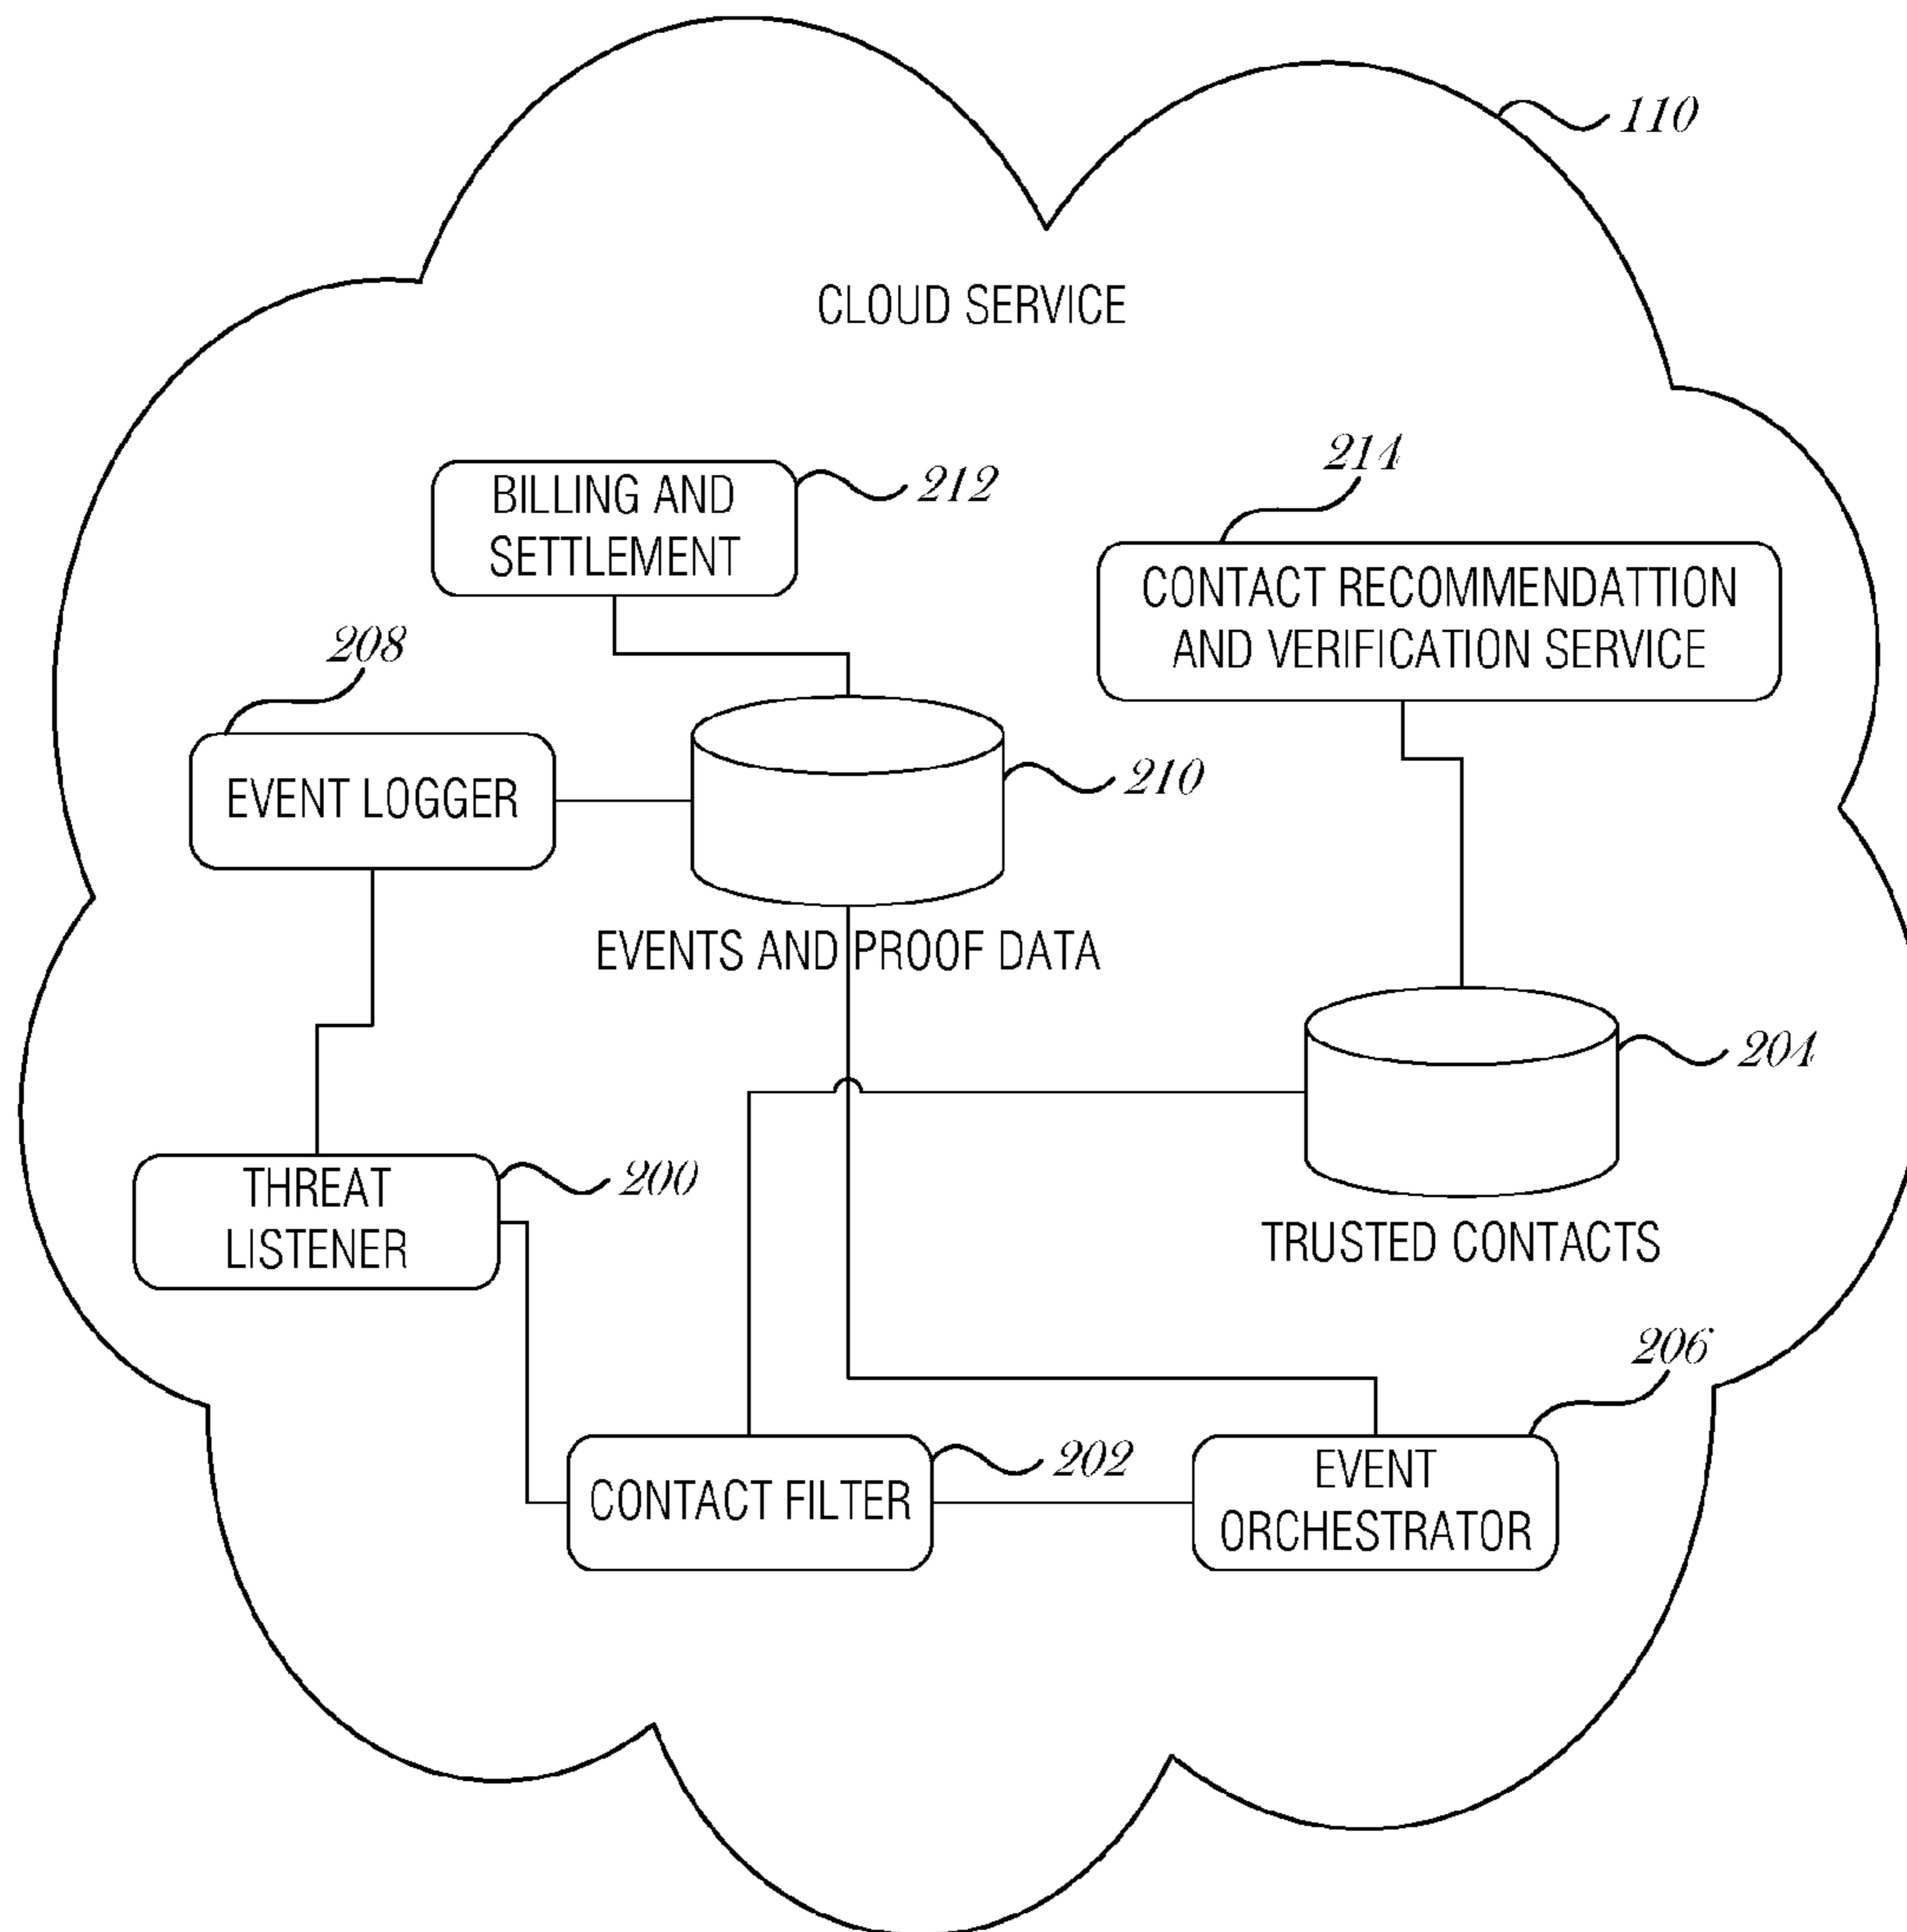 110
CLOUD SERVICE
214
BILLING AND
SETTLEMENT
212
CONTACT RECOMMENDATTION
AND VERIFICATION SERVICE
208
EVENT LOGGER
210
EVENTS AND PROOF DATA
204
THREAT
LISTENER
200
TRUSTED CONTACTS
206
CONTACT FILTER
202
EVENT
ORCHESTRATOR